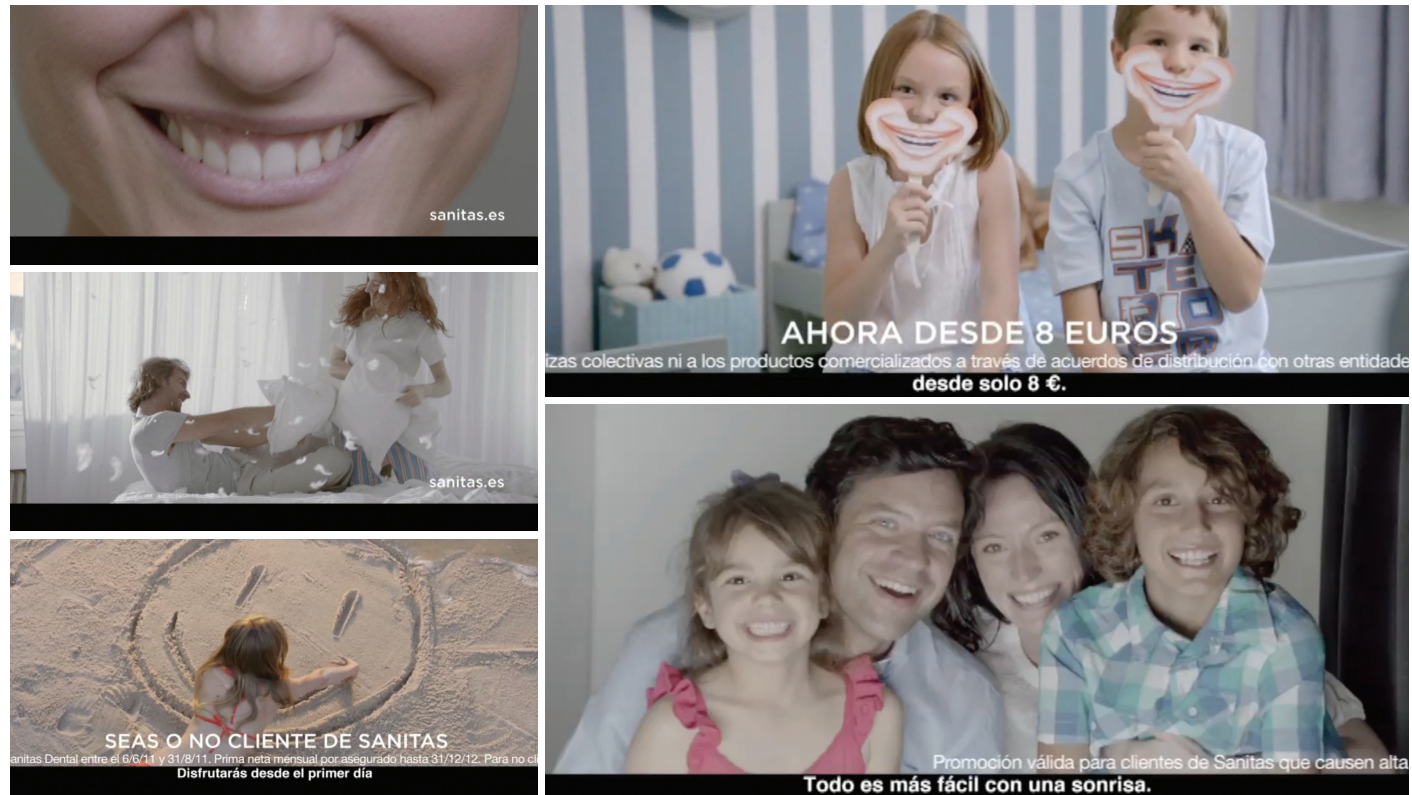 sanitas.es
sanitas.es
SEAS O NO CLIENTE DE SANITAS
anitas Dental entre el 6/6/11 y 31/8/11. Prima neta mensual por asegurado hasta 31/12/12. Para no cli
Disfrutarás desde el primer día
SKA
TE
AHORA DESDE 8 EUROS
izas colectivas ni a los productos comercializados a través de acuerdos de distribución con otras entidade
desde solo 8 €.
Promoción válida para clientes de Sanitas que causen alta
Todo es más fácil con una sonrisa.